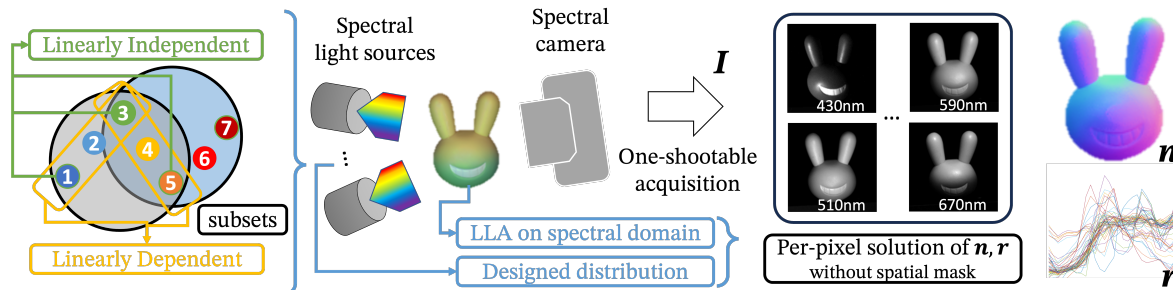 Linearly Independent
1
2
3
4
5
6
7
subsets
Linearly Dependent
Spectral
light sources
...
Spectral
camera
LLA on spectral domain
Designed distribution
I
One-shootable
acquisition
430nm
590nm
...
510nm
670nm
Per-pixel solution of n, r
without spatial mask
n